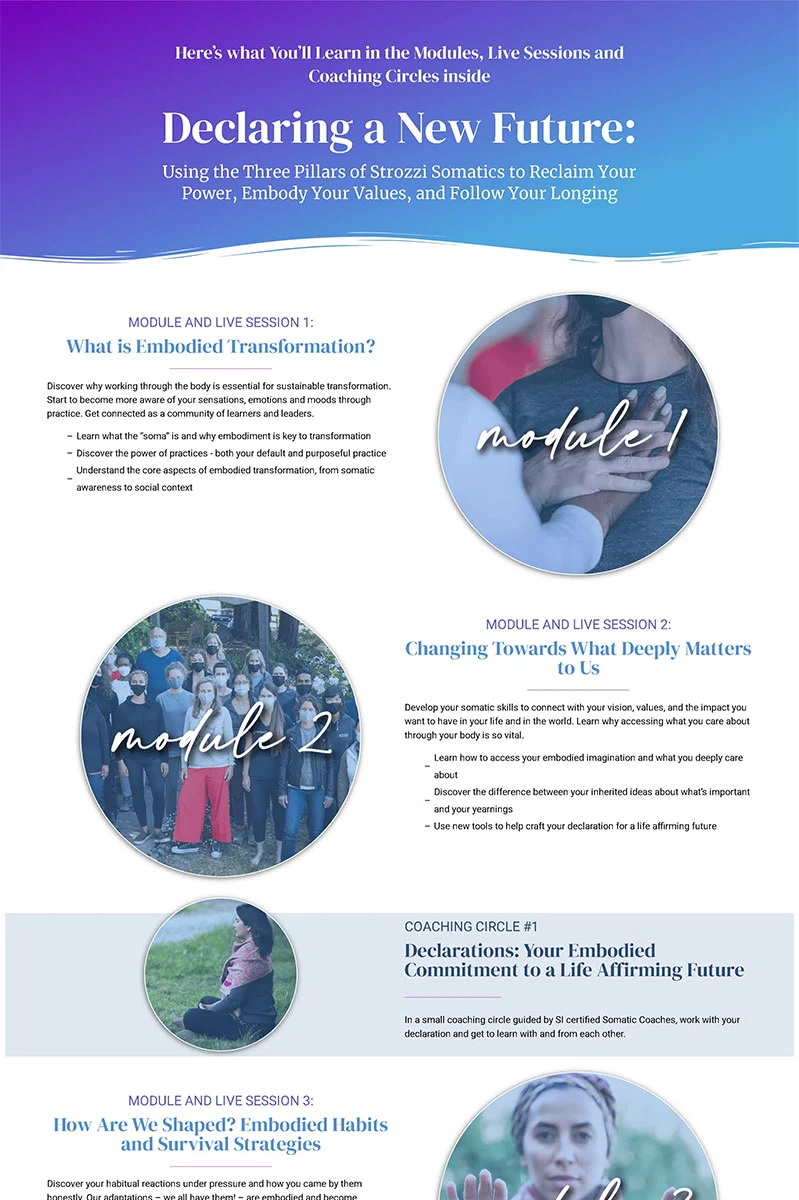 Here's what You'll Learn in the Modules, Live Sessions and
Coaching Circles inside
Declaring a New Future:
Using the Three Pillars of Strozzi Somatics to Reclaim Your
Power, Embody Your Values, and Follow Your Longing
MODULE AND LIVE SESSION 1:
What is Embodied Transformation?
Discover why working through the body is essential for sustainable transformation.
Start to become more aware of your sensations, emotions and moods through
practice. Get connected as a community of learners and leaders.
– Learn what the “soma” is and why embodiment is key to transformation
– Discover the power of practices - both your default and purposeful practice
– Understand the core aspects of embodied transformation, from somatic
awareness to social context
module 1
module 2
MODULE AND LIVE SESSION 2:
Changing Towards What Deeply Matters
to Us
Develop your somatic skills to connect with your vision, values, and the impact you
want to have in your life and in the world. Learn why accessing what you care about
through your body is so vital.
– Learn how to access your embodied imagination and what you deeply care
about
– Discover the difference between your inherited ideas about what's important
and your yearnings
– Use new tools to help craft your declaration for a life affirming future
COACHING CIRCLE #1
Declarations: Your Embodied
Commitment to a Life Affirming Future
In a small coaching circle guided by SI certified Somatic Coaches, work with your
declaration and get to learn with and from each other.
MODULE AND LIVE SESSION 3:
How Are We Shaped? Embodied Habits
and Survival Strategies
Discover your habitual reactions under pressure and how you came by them
honestly. Our adaptations – we all have them! – are embodied and become
module 3